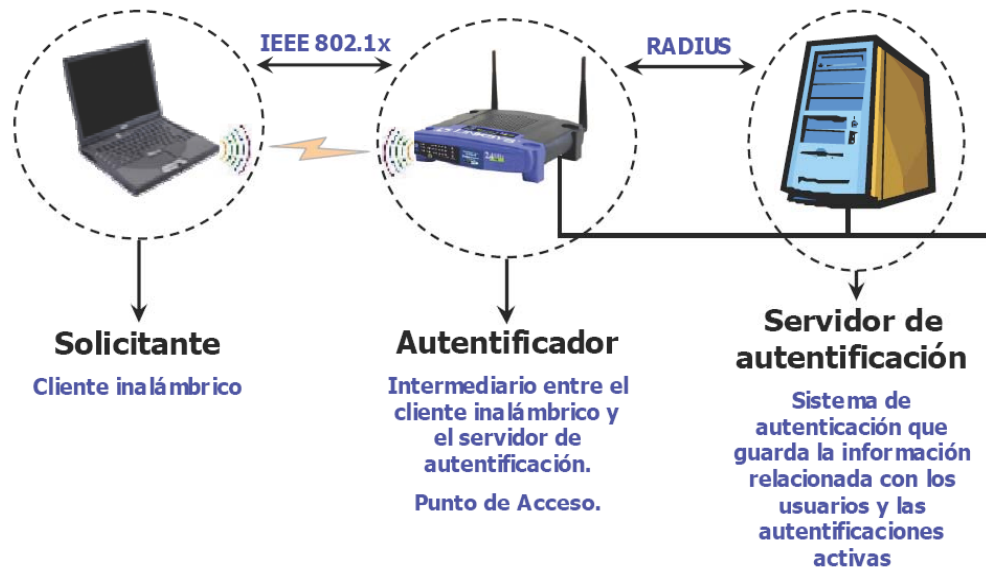 IEEE 802.1x
RADIUS
Solicitante
Cliente inalámbrico
Autentificador
Intermediario entre el
cliente inalámbrico y
el servidor de
autentificación.
Punto de Acceso.
Servidor de
autentificación
Sistema de
autenticación que
guarda la información
relacionada con los
usuarios y las
autentificaciones
activas